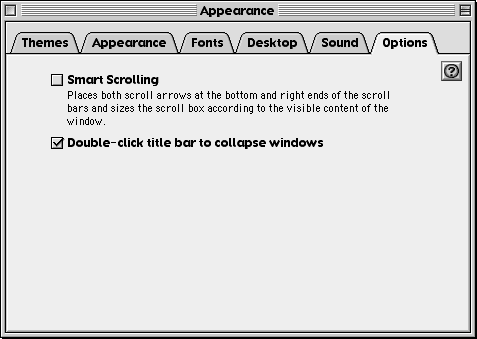 Appearance
Themes Appearance Fonts Desktop Sound Options
?
Smart Scrolling
Places both scroll arrows at the bottom and right ends of the scroll
bars and sizes the scroll box according to the visible content of the
window.
Double-click title bar to collapse windows